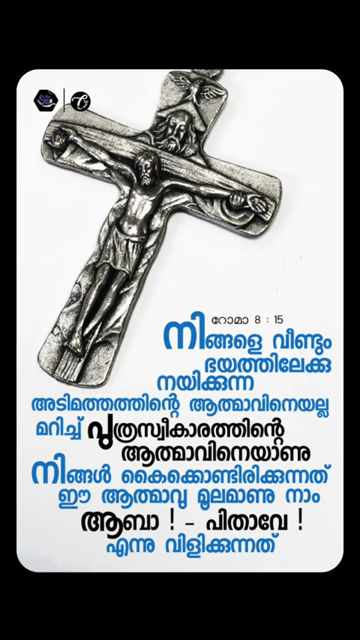 റോമാ 8 : 15
നിങ്ങളെ വീണ്ടും
ഭയത്തിലേക്കു
നയിക്കുന്ന
അടിമത്തത്തിന്റെ ആത്മാവിനെയല്ല
മറിച്ച് പുത്രസ്വീകാരത്തിന്റെ
ആത്മാവിനെയാണു
നിങ്ങൾ കൈക്കൊണ്ടിരിക്കുന്നത്
ഈ ആത്മാവു മൂലമാണു നാം
ആബാ ! - പിതാവേ !
എന്നു വിളിക്കുന്നത്